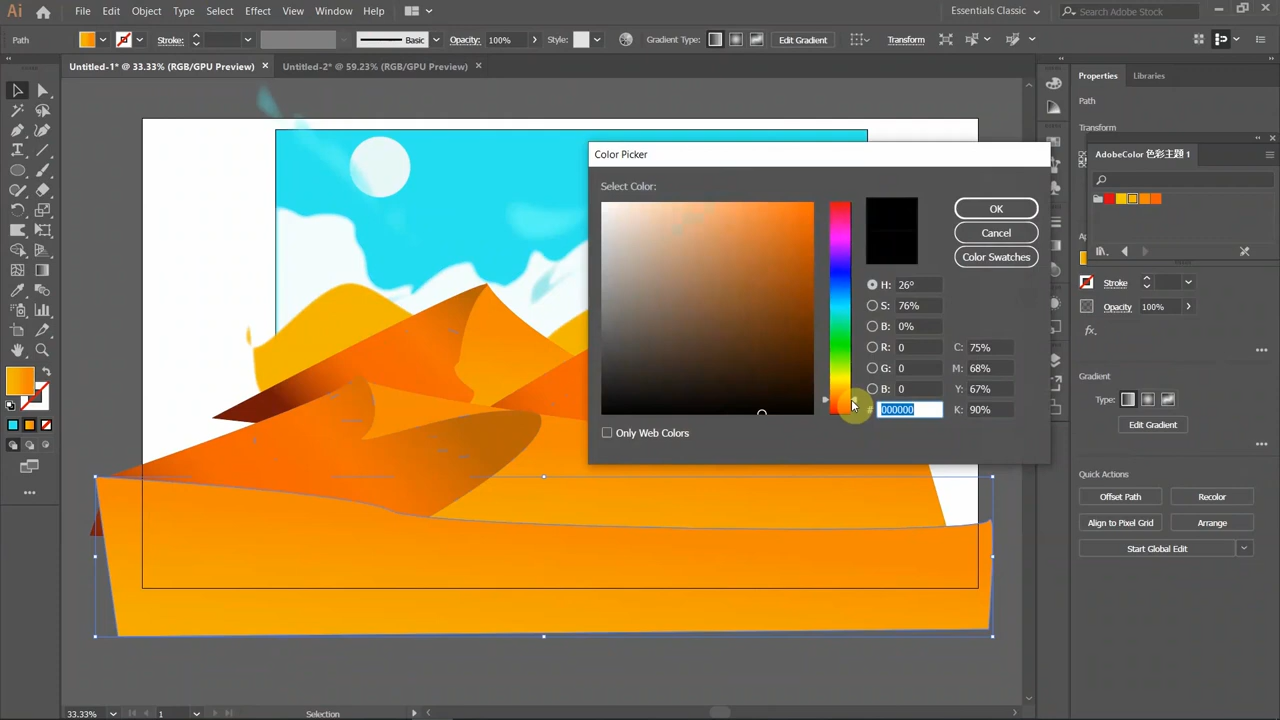 Ai File Edit Object Type Select Effect View Window Help Essentials Classic Search Adobe Stock
Path Stroke: Basic Opacity: 100% Style: Gradient Type: Edit Gradient Transform
Untitled-1* @ 33.33% (RGB/GPU Preview) Untitled-2* @ 59.23% (RGB/GPU Preview)
Color Picker
Select Color:
OK
Cancel
Color Swatches
H: 26°
S: 76%
B: 0%
R: 0 C: 75%
G: 0 M: 68%
B: 0 Y: 67%
# 000000 K: 90%
Only Web Colors
Properties Libraries
Path
Transform
AdobeColor 色彩主題 1
Stroke
Opacity 100%
fx.
Gradient
Type:
Edit Gradient
Quick Actions
Offset Path Recolor
Align to Pixel Grid Arrange
Start Global Edit
33.33% 1 Selection